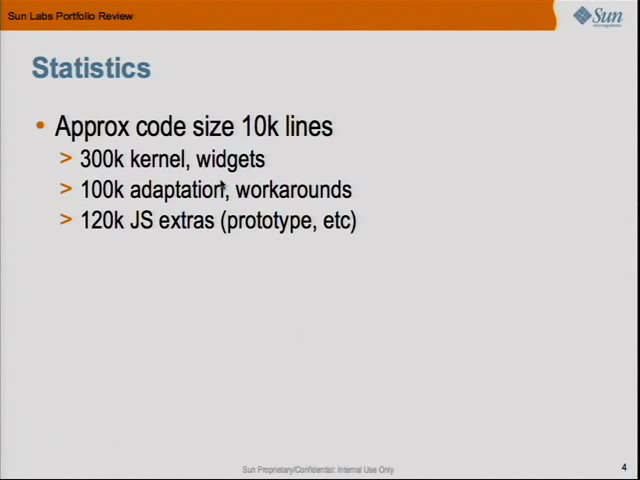 Sun Labs Portfolio Review
Sun
microsystems
Statistics
• Approx code size 10k lines
> 300k kernel, widgets
> 100k adaptation, workarounds
> 120k JS extras (prototype, etc)
Sun Proprietary/Confidential: Internal Use Only
4